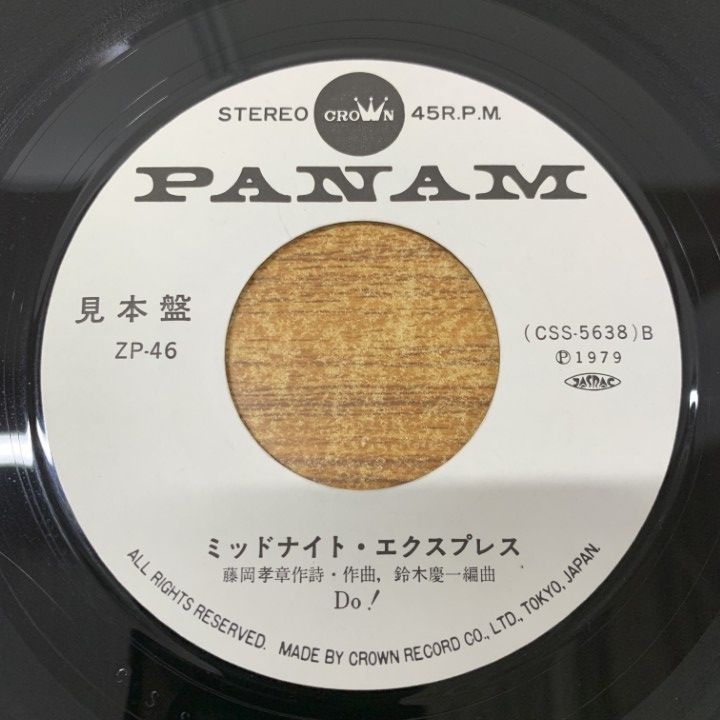 STEREO CROWN 45R.P.M.
PANAM
見本盤
ZP-46
(CSS-5638)B
Ⓟ1979
JASRAC
ミッドナイト・エクスプレス
藤岡孝章作詩・作曲, 鈴木慶一編曲
Do!
ALL RIGHTS RESERVED. MADE BY CROWN RECORD CO., LTD., TOKYO, JAPAN.